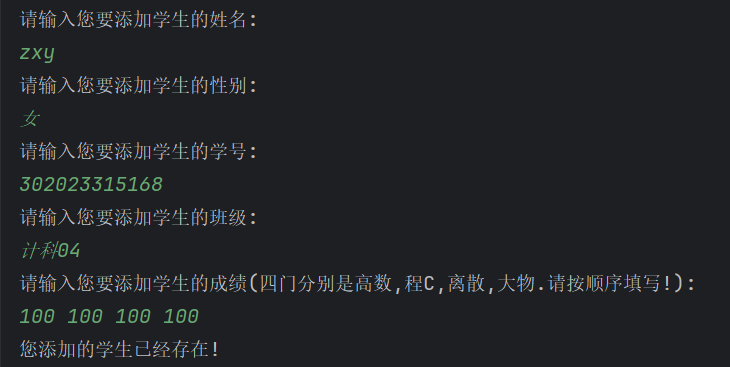 请输入您要添加学生的姓名:
zxy
请输入您要添加学生的性别:
女
请输入您要添加学生的学号:
302023315168
请输入您要添加学生的班级:
计科04
请输入您要添加学生的成绩(四门分别是高数,程C,离散,大物.请按顺序填写!):
100 100 100 100
您添加的学生已经存在!